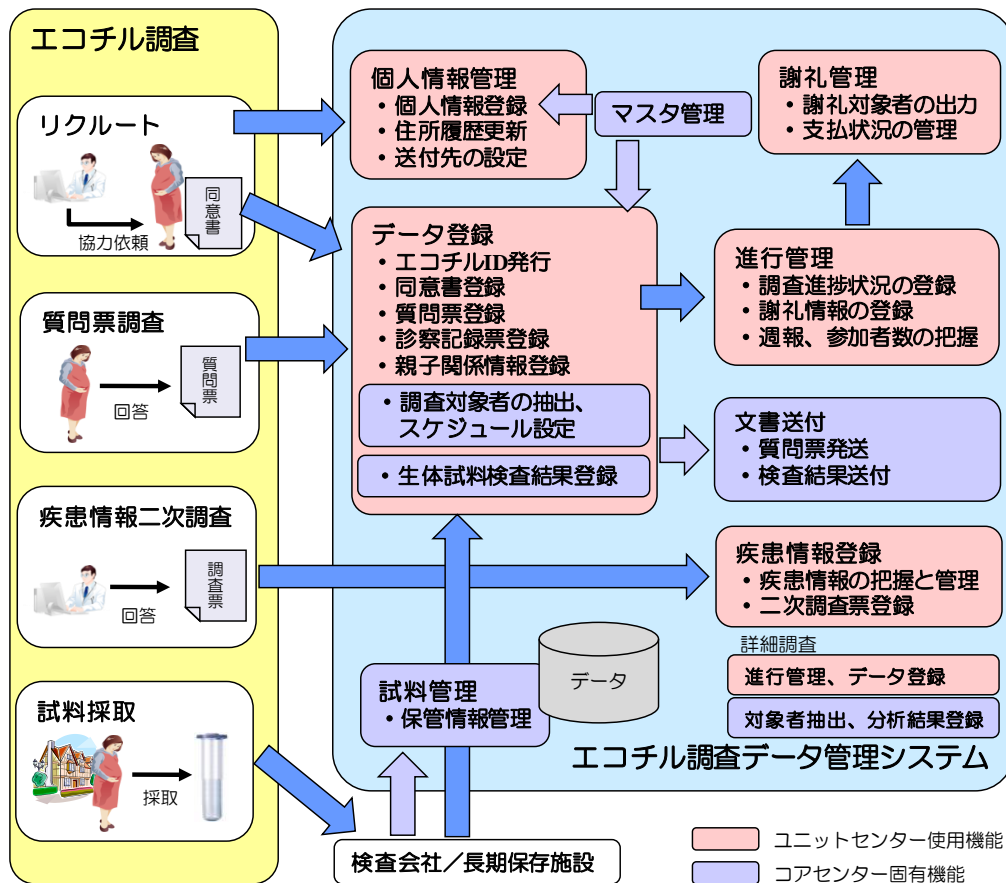 エコチル調査
リクルート
同意書
協力依頼
質問票調査
質問票
回答
疾患情報二次調査
調査票
回答
試料採取
採取
個人情報管理
・個人情報登録
・住所履歴更新
・送付先の設定
マスタ管理
謝礼管理
・謝礼対象者の出力
・支払状況の管理
データ登録
・エコチルID発行
・同意書登録
・質問票登録
・診察記録票登録
・親子関係情報登録
・調査対象者の抽出、
スケジュール設定
・生体試料検査結果登録
進行管理
・調査進捗状況の登録
・謝礼情報の登録
・週報、参加者数の把握
文書送付
・質問票発送
・検査結果送付
疾患情報登録
・疾患情報の把握と管理
・二次調査票登録
詳細調査
進行管理、データ登録
対象者抽出、分析結果登録
データ
試料管理
・保管情報管理
エコチル調査データ管理システム
検査会社／長期保存施設
ユニットセンター使用機能
コアセンター固有機能